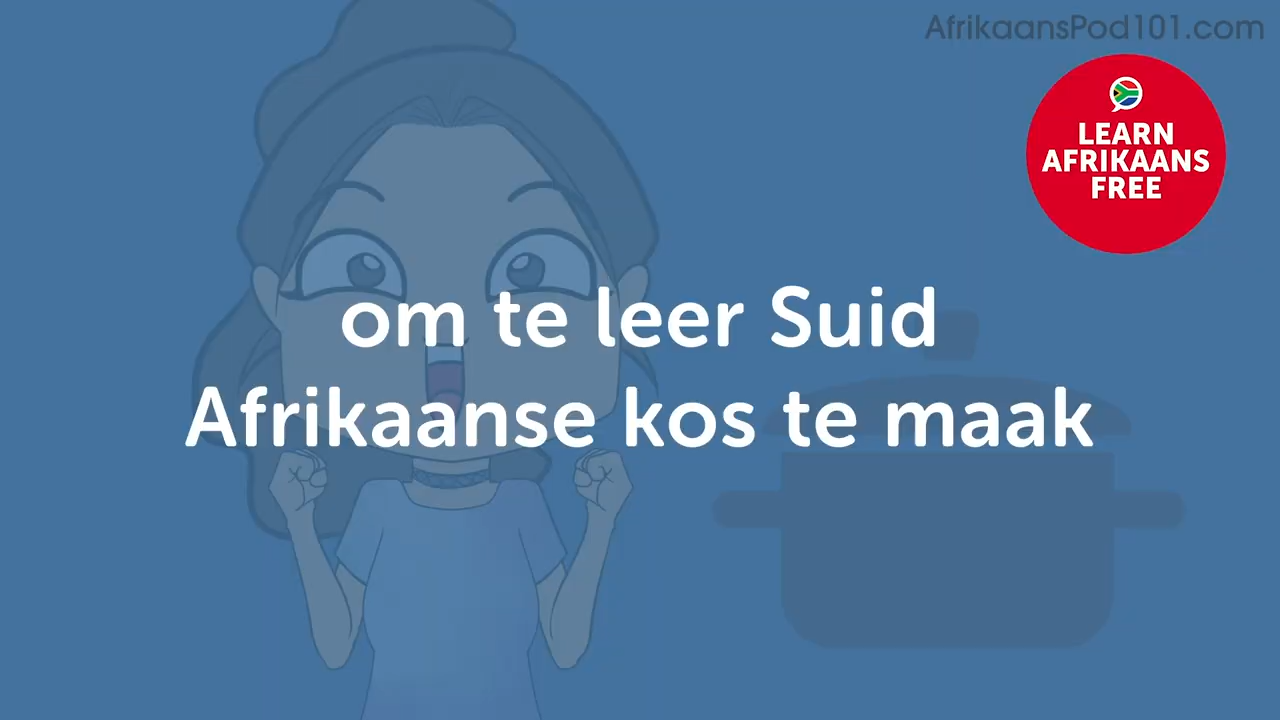 AfrikaansPod101.com
LEARN
AFRIKAANS
FREE
om te leer Suid
Afrikaanse kos te maak